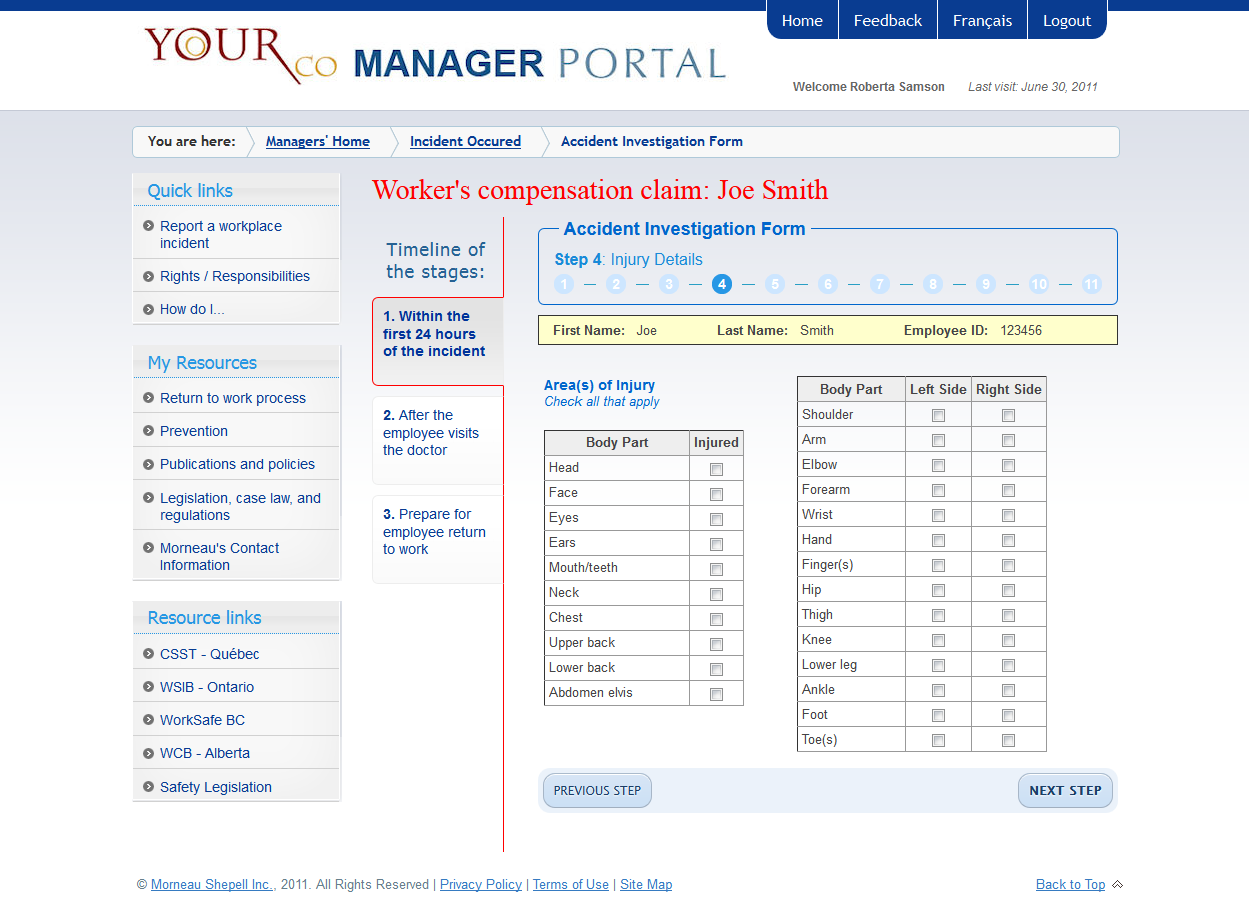 Home
Feedback
Français
Logout
YOUR CO MANAGER PORTAL
Welcome Roberta Samson
Last visit: June 30, 2011
You are here:
Managers' Home
Incident Occured
Accident Investigation Form
Quick links
Report a workplace
incident
Rights / Responsibilities
How do I...
My Resources
Return to work process
Prevention
Publications and policies
Legislation, case law, and
regulations
Morneau's Contact
Information
Resource links
CSST - Québec
WSIB - Ontario
WorkSafe BC
WCB - Alberta
Safety Legislation
Worker's compensation claim: Joe Smith
Timeline of
the stages:
1. Within the
first 24 hours
of the incident
2. After the
employee visits
the doctor
3. Prepare for
employee return
to work
Accident Investigation Form
Step 4: Injury Details
1 — 2 — 3 — 4 — 5 — 6 — 7 — 8 — 9 — 10 — 11
First Name: Joe Last Name: Smith Employee ID: 123456
Area(s) of Injury
Check all that apply
Body Part Injured
Head
Face
Eyes
Ears
Mouth/teeth
Neck
Chest
Upper back
Lower back
Abdomen elvis
Body Part Left Side Right Side
Shoulder
Arm
Elbow
Forearm
Wrist
Hand
Finger(s)
Hip
Thigh
Knee
Lower leg
Ankle
Foot
Toe(s)
PREVIOUS STEP
NEXT STEP
© Morneau Shepell Inc., 2011. All Rights Reserved | Privacy Policy | Terms of Use | Site Map
Back to Top